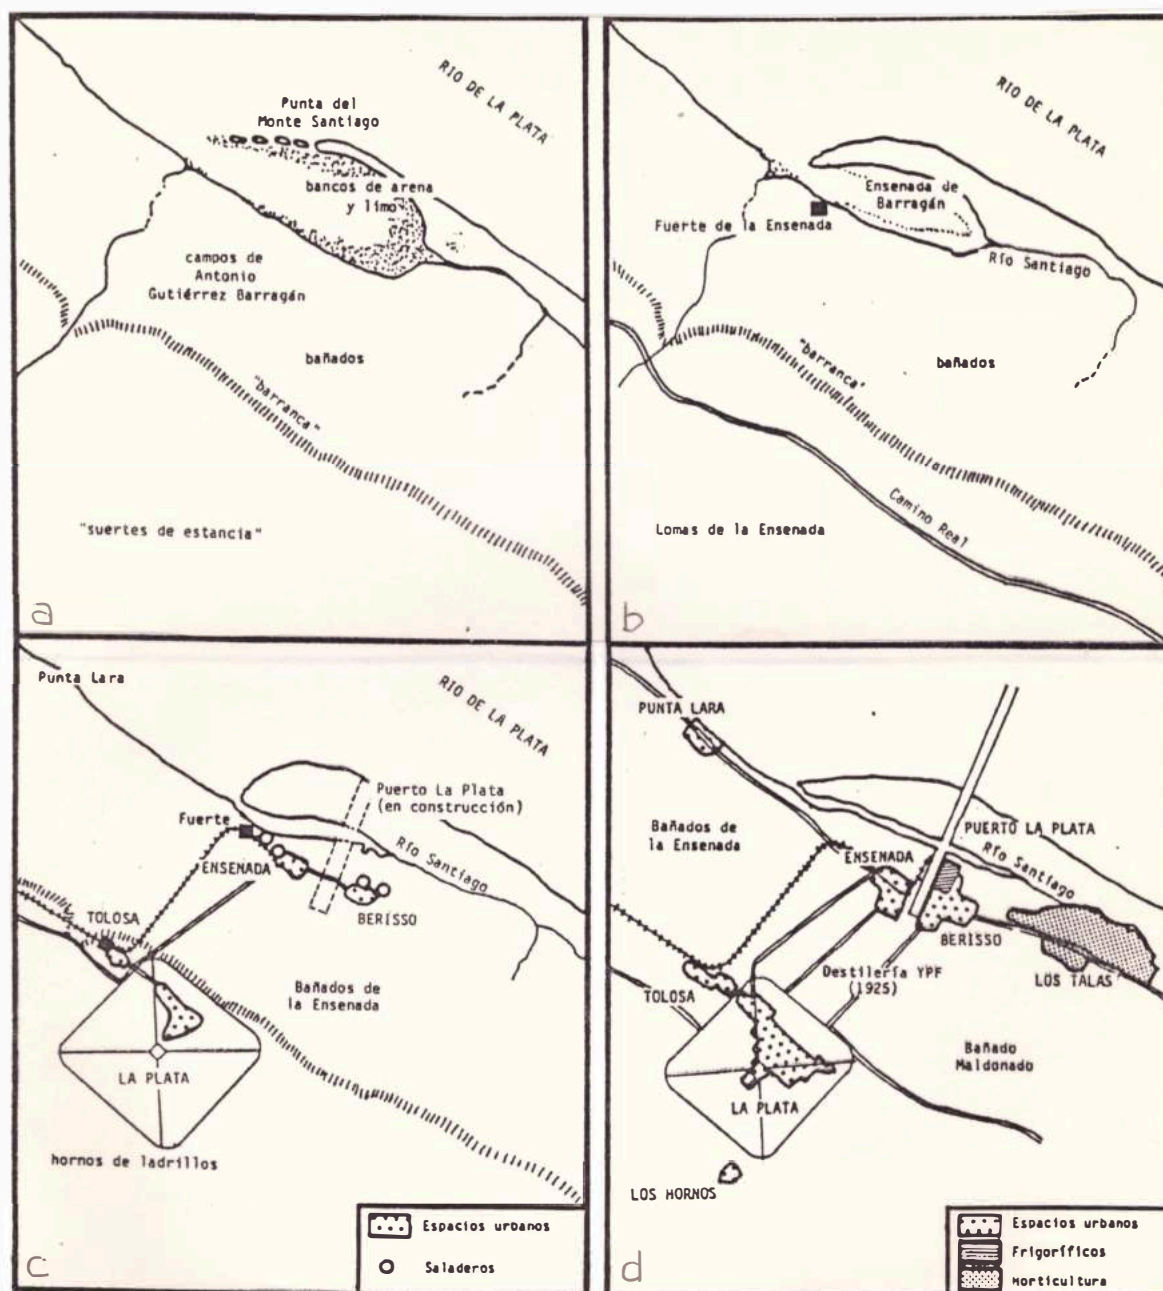 RIO DE LA PLATA
Punta del
Monte Santiago
bancos de arena
y limo
campos de
Antonio
Gutiérrez Barragán
bañados
"barranca"
"suertes de estancia"
a
RIO DE LA PLATA
Ensenada de
Barragán
Fuerte de la Ensenada
Río Santiago
bañados
"barranca"
Camino Real
Lomas de la Ensenada
b
Punta Lara
RIO DE LA PLATA
Puerto La Plata
(en construcción)
Fuerte
Río Santiago
ENSENADA
BERISSO
TOLOSA
Bañados de
la Ensenada
LA PLATA
hornos de ladrillos
Espacios urbanos
Saladeros
c
PUNTA LARA
Bañados de
la Ensenada
PUERTO LA PLATA
ENSENADA
Río Santiago
BERISSO
LOS TALAS
Destilería YPF
(1925)
TOLOSA
Bañado
Maldonado
LA PLATA
LOS HORNOS
Espacios urbanos
Frigoríficos
Horticultura
d